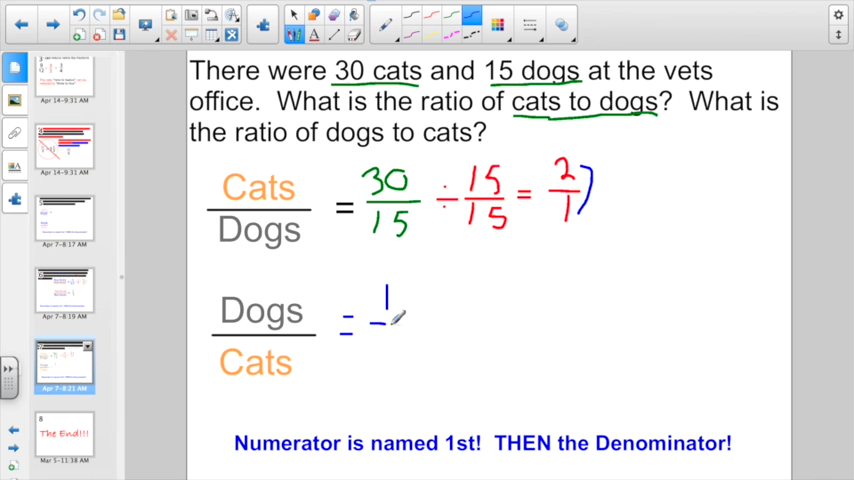 There were 30 cats and 15 dogs at the vets
office. What is the ratio of cats to dogs? What is
the ratio of dogs to cats?
Cats
Dogs
= 30/15 ÷ 15/15 = 2/1
Dogs
Cats
= 1
Numerator is named 1st! THEN the Denominator!
Apr 14-9:31 AM
Apr 14-9:31 AM
Apr 7-8:17 AM
Apr 7-8:19 AM
Apr 7-8:21 AM
8
The End!!!
Mar 5-11:38 AM